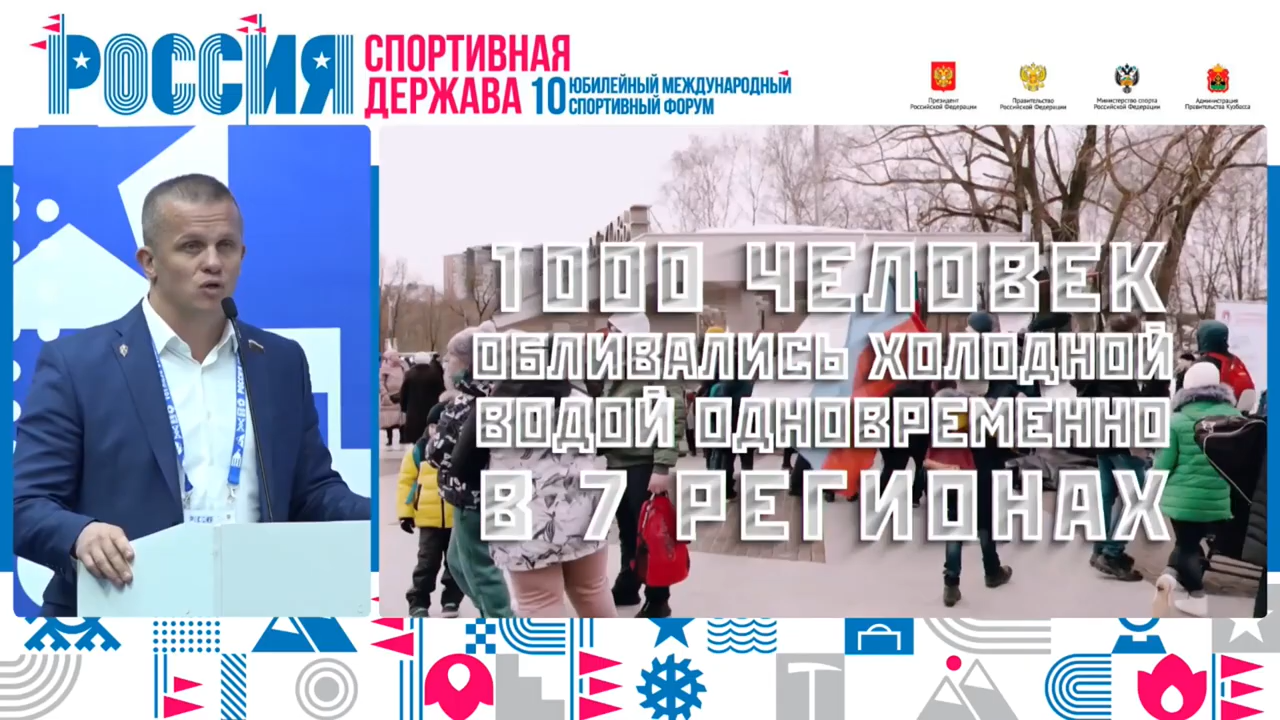 РОССИЯ
СПОРТИВНАЯ
ДЕРЖАВА
10 ЮБИЛЕЙНЫЙ МЕЖДУНАРОДНЫЙ
СПОРТИВНЫЙ ФОРУМ
Президент
Российской Федерации
Правительство
Российской Федерации
Министерство спорта
Российской Федерации
Администрация
Правительства Кузбасса
1000 ЧЕЛОВЕК
ОБЛИВАЛИСЬ ХОЛОДНОЙ
ВОДОЙ ОДНОВРЕМЕННО
В 7 РЕГИОНАХ
РОССИЯ